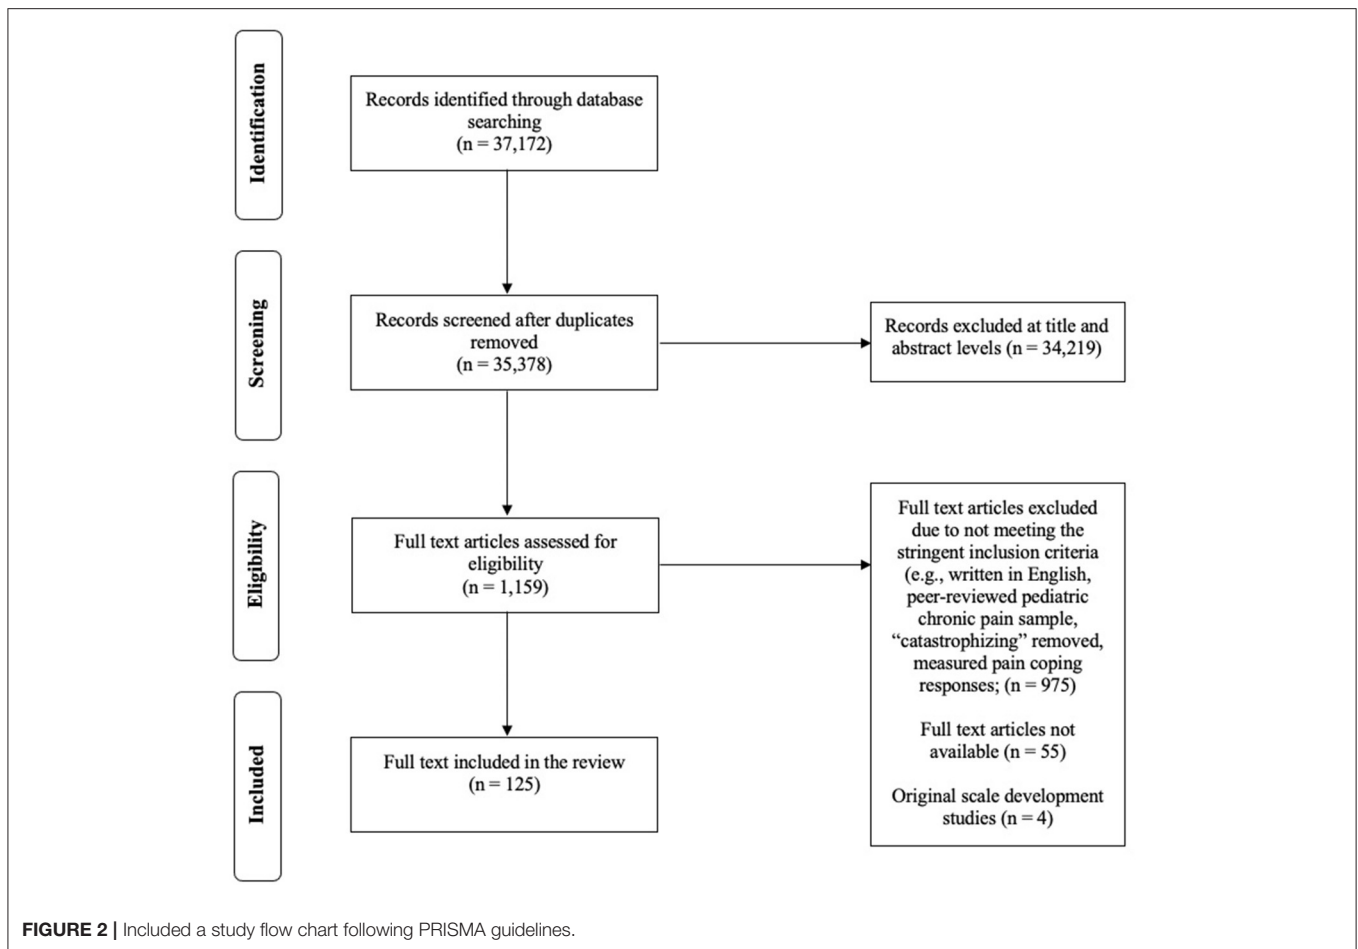 Identification
Records identified through database
searching
(n = 37,172)
Screening
Records screened after duplicates
removed
(n = 35,378)
Records excluded at title and
abstract levels (n = 34,219)
Eligibility
Full text articles assessed for
eligibility
(n = 1,159)
Full text articles excluded
due to not meeting the
stringent inclusion criteria
(e.g., written in English,
peer-reviewed pediatric
chronic pain sample,
“catastrophizing” removed,
measured pain coping
responses; (n = 975)
Full text articles not
available (n = 55)
Original scale development
studies (n = 4)
Included
Full text included in the review
(n = 125)
FIGURE 2 | Included a study flow chart following PRISMA guidelines.